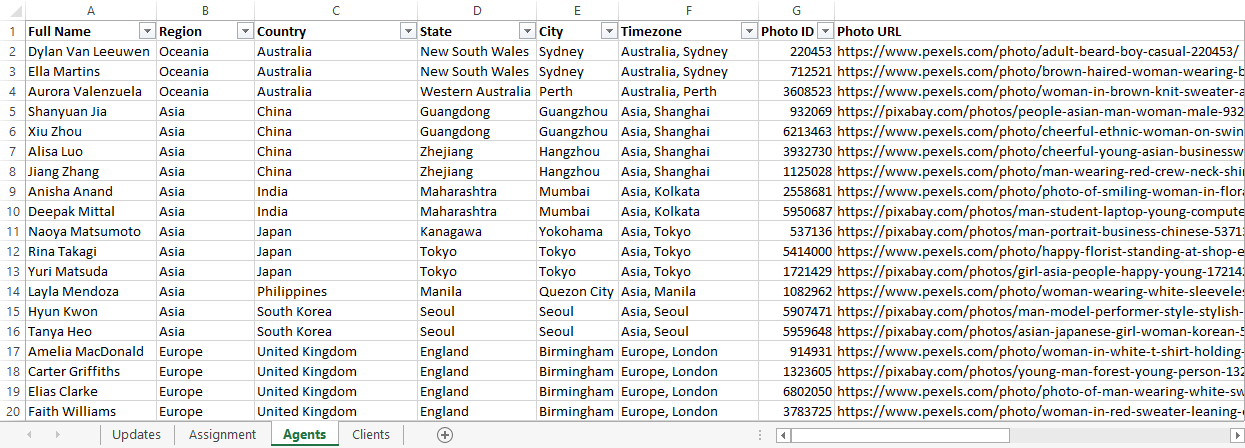 A B C D E F G
1 Full Name Region Country State City Timezone Photo ID Photo URL
2 Dylan Van Leeuwen Oceania Australia New South Wales Sydney Australia, Sydney 220453 https://www.pexels.com/photo/adult-beard-boy-casual-220453/
3 Ella Martins Oceania Australia New South Wales Sydney Australia, Sydney 712521 https://www.pexels.com/photo/brown-haired-woman-wearing-b
4 Aurora Valenzuela Oceania Australia Western Australia Perth Australia, Perth 3608523 https://www.pexels.com/photo/woman-in-brown-knit-sweater-a
5 Shanyuan Jia Asia China Guangdong Guangzhou Asia, Shanghai 932069 https://pixabay.com/photos/people-asian-man-woman-male-932
6 Xiu Zhou Asia China Guangdong Guangzhou Asia, Shanghai 6213463 https://www.pexels.com/photo/cheerful-ethnic-woman-on-swin
7 Alisa Luo Asia China Zhejiang Hangzhou Asia, Shanghai 3932730 https://www.pexels.com/photo/cheerful-young-asian-businessw
8 Jiang Zhang Asia China Zhejiang Hangzhou Asia, Shanghai 1125028 https://www.pexels.com/photo/man-wearing-red-crew-neck-shi
9 Anisha Anand Asia India Maharashtra Mumbai Asia, Kolkata 2558681 https://www.pexels.com/photo/photo-of-smiling-woman-in-flora
10 Deepak Mittal Asia India Maharashtra Mumbai Asia, Kolkata 5950687 https://pixabay.com/photos/man-student-laptop-young-compute
11 Naoya Matsumoto Asia Japan Kanagawa Yokohama Asia, Tokyo 537136 https://pixabay.com/photos/man-portrait-business-chinese-53713
12 Rina Takagi Asia Japan Tokyo Tokyo Asia, Tokyo 5414000 https://www.pexels.com/photo/happy-florist-standing-at-shop-e
13 Yuri Matsuda Asia Japan Tokyo Tokyo Asia, Tokyo 1721429 https://pixabay.com/photos/girl-asia-people-happy-young-172142
14 Layla Mendoza Asia Philippines Manila Quezon City Asia, Manila 1082962 https://www.pexels.com/photo/woman-wearing-white-sleeveles
15 Hyun Kwon Asia South Korea Seoul Seoul Asia, Seoul 5907471 https://pixabay.com/photos/man-model-performer-style-stylish-
16 Tanya Heo Asia South Korea Seoul Seoul Asia, Seoul 5959648 https://pixabay.com/photos/asian-japanese-girl-woman-korean-5
17 Amelia MacDonald Europe United Kingdom England Birmingham Europe, London 914931 https://www.pexels.com/photo/woman-in-white-t-shirt-holding-
18 Carter Griffiths Europe United Kingdom England Birmingham Europe, London 1323605 https://pixabay.com/photos/young-man-forest-young-person-132
19 Elias Clarke Europe United Kingdom England Birmingham Europe, London 6802050 https://www.pexels.com/photo/photo-of-man-wearing-white-sw
20 Faith Williams Europe United Kingdom England Birmingham Europe, London 3783725 https://www.pexels.com/photo/woman-in-red-sweater-leaning-
Updates Assignment Agents Clients